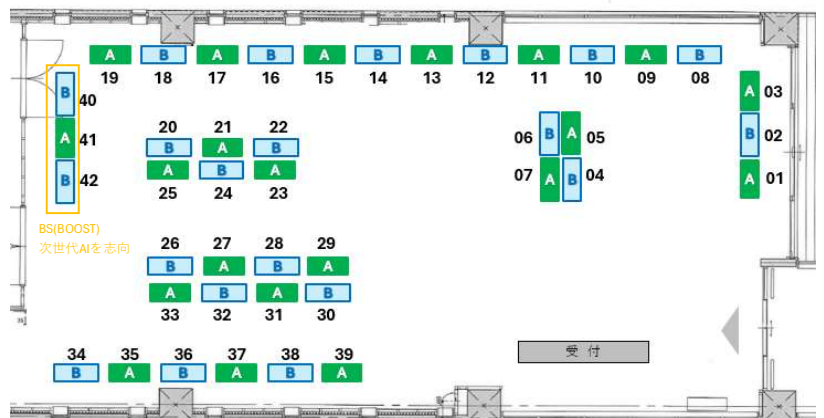 A B A B A B A B A B A B
19 18 17 16 15 14 13 12 11 10 09 08
B 40
A 41
B 42
A 03
B 02
A 01
20 21 22
B A B
A B A
25 24 23
06 B A 05
07 A B 04
BS(BOOST)
次世代AIを志向
26 27 28 29
B A B A
A B A B
33 32 31 30
受 付
34 35 36 37 38 39
B A B A B A